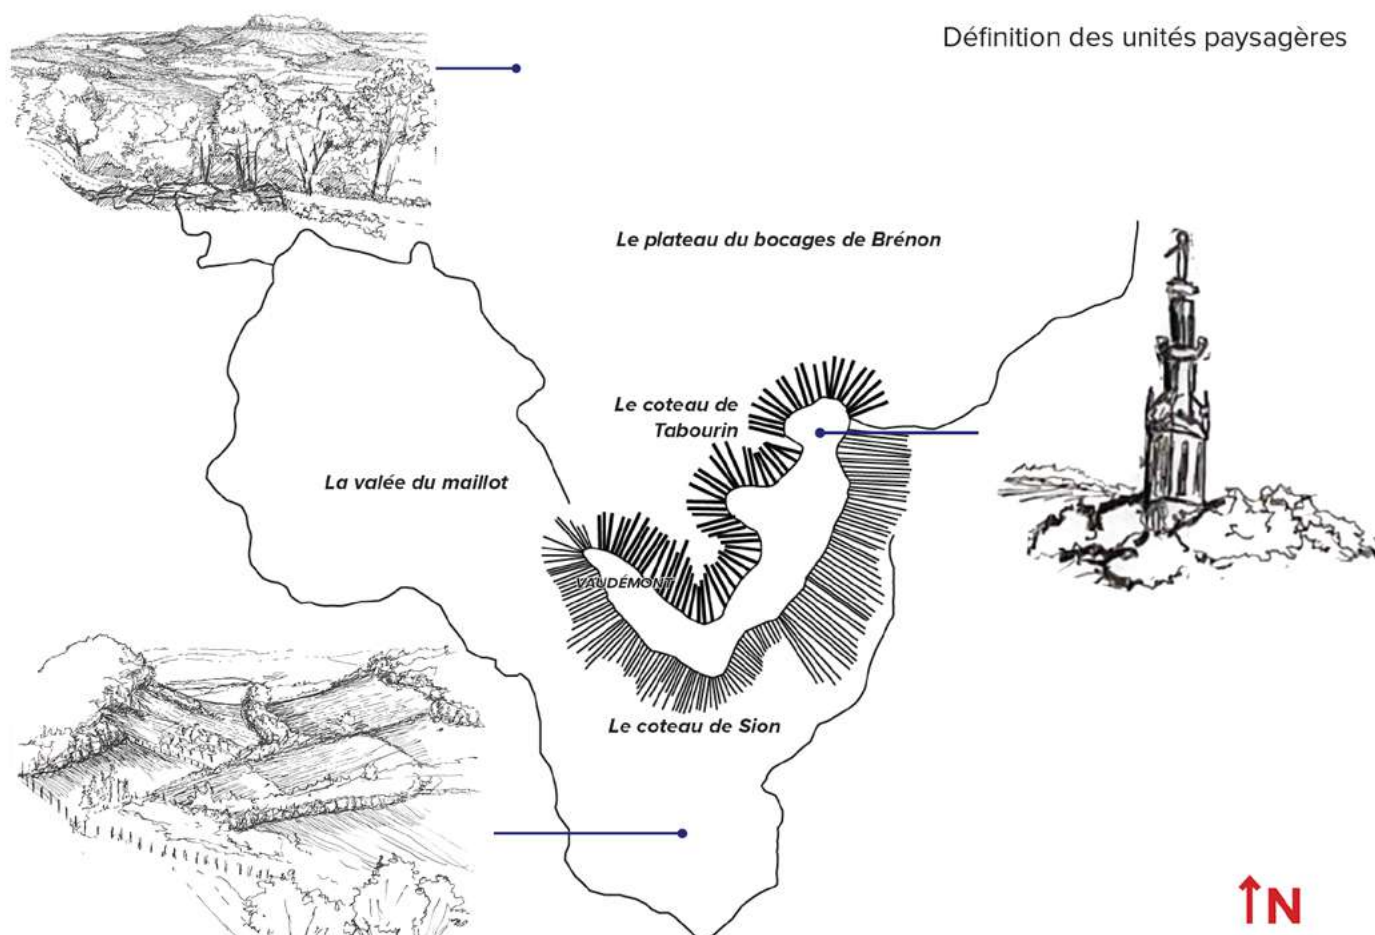 Définition des unités paysagères
Le plateau du bocages de Brénon
Le coteau de
Tabourin
La valée du maillot
VAUDÉMONT
Le coteau de Sion
N